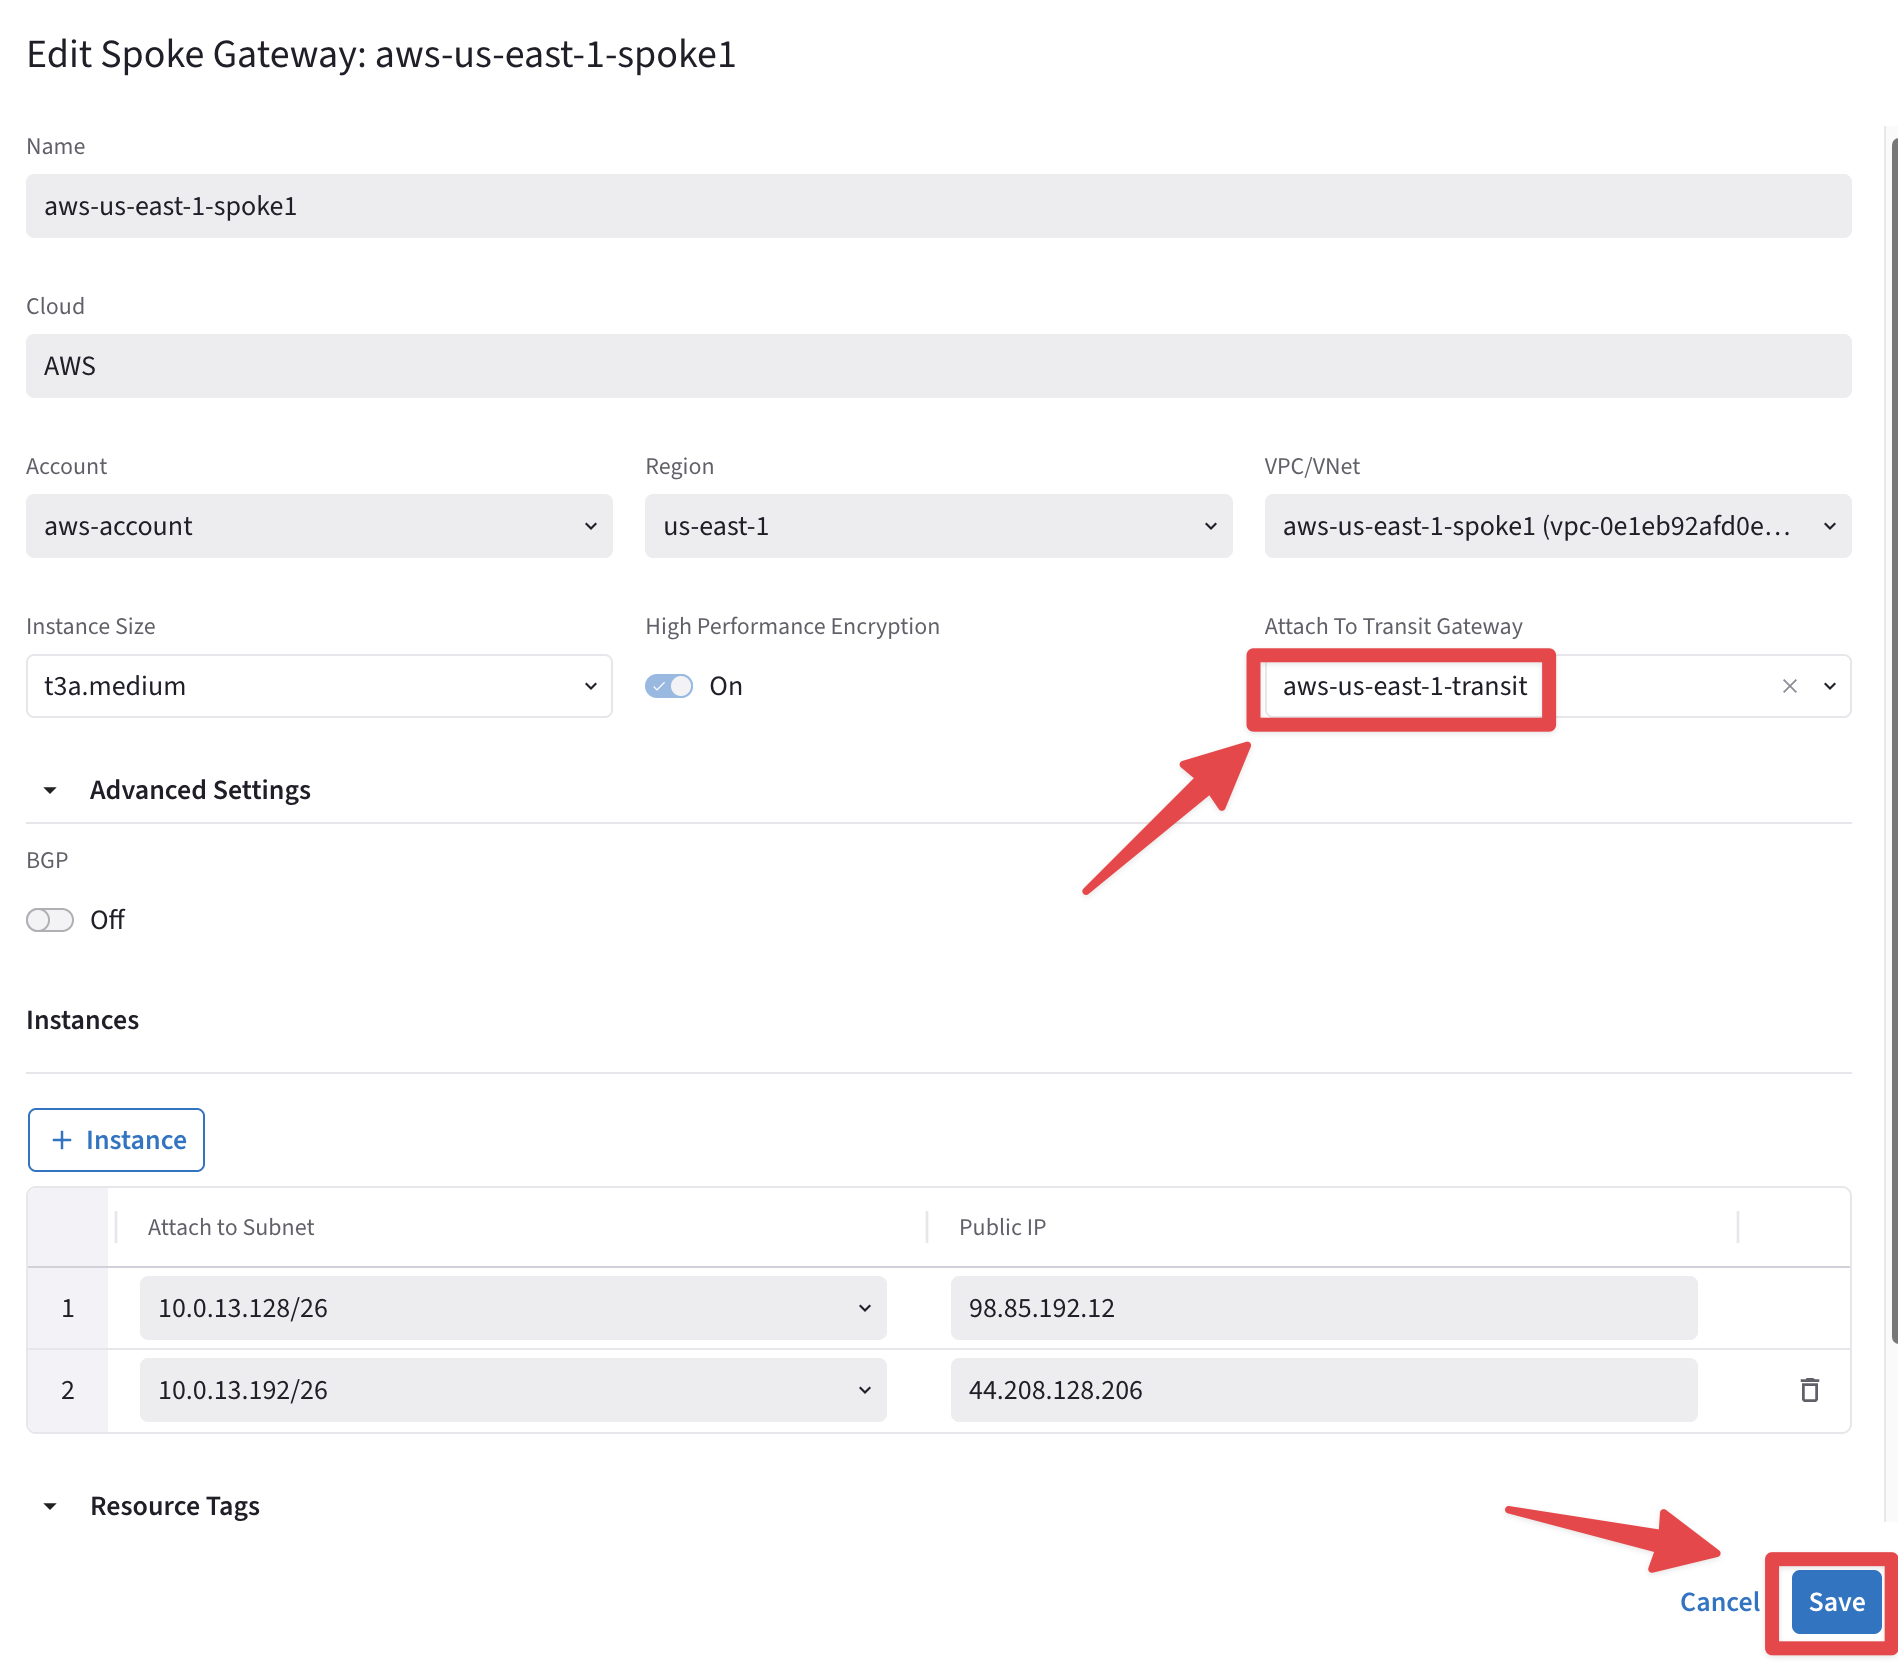 Edit Spoke Gateway: aws-us-east-1-spoke1
Name
aws-us-east-1-spoke1
Cloud
AWS
Account
Region
VPC/VNet
aws-account
us-east-1
aws-us-east-1-spoke1 (vpc-0e1eb92afd0e...
Instance Size
High Performance Encryption
Attach To Transit Gateway
t3a.medium
On
aws-us-east-1-transit
Advanced Settings
BGP
Off
Instances
+ Instance
Attach to Subnet
Public IP
1
10.0.13.128/26
98.85.192.12
2
10.0.13.192/26
44.208.128.206
Resource Tags
Cancel
Save